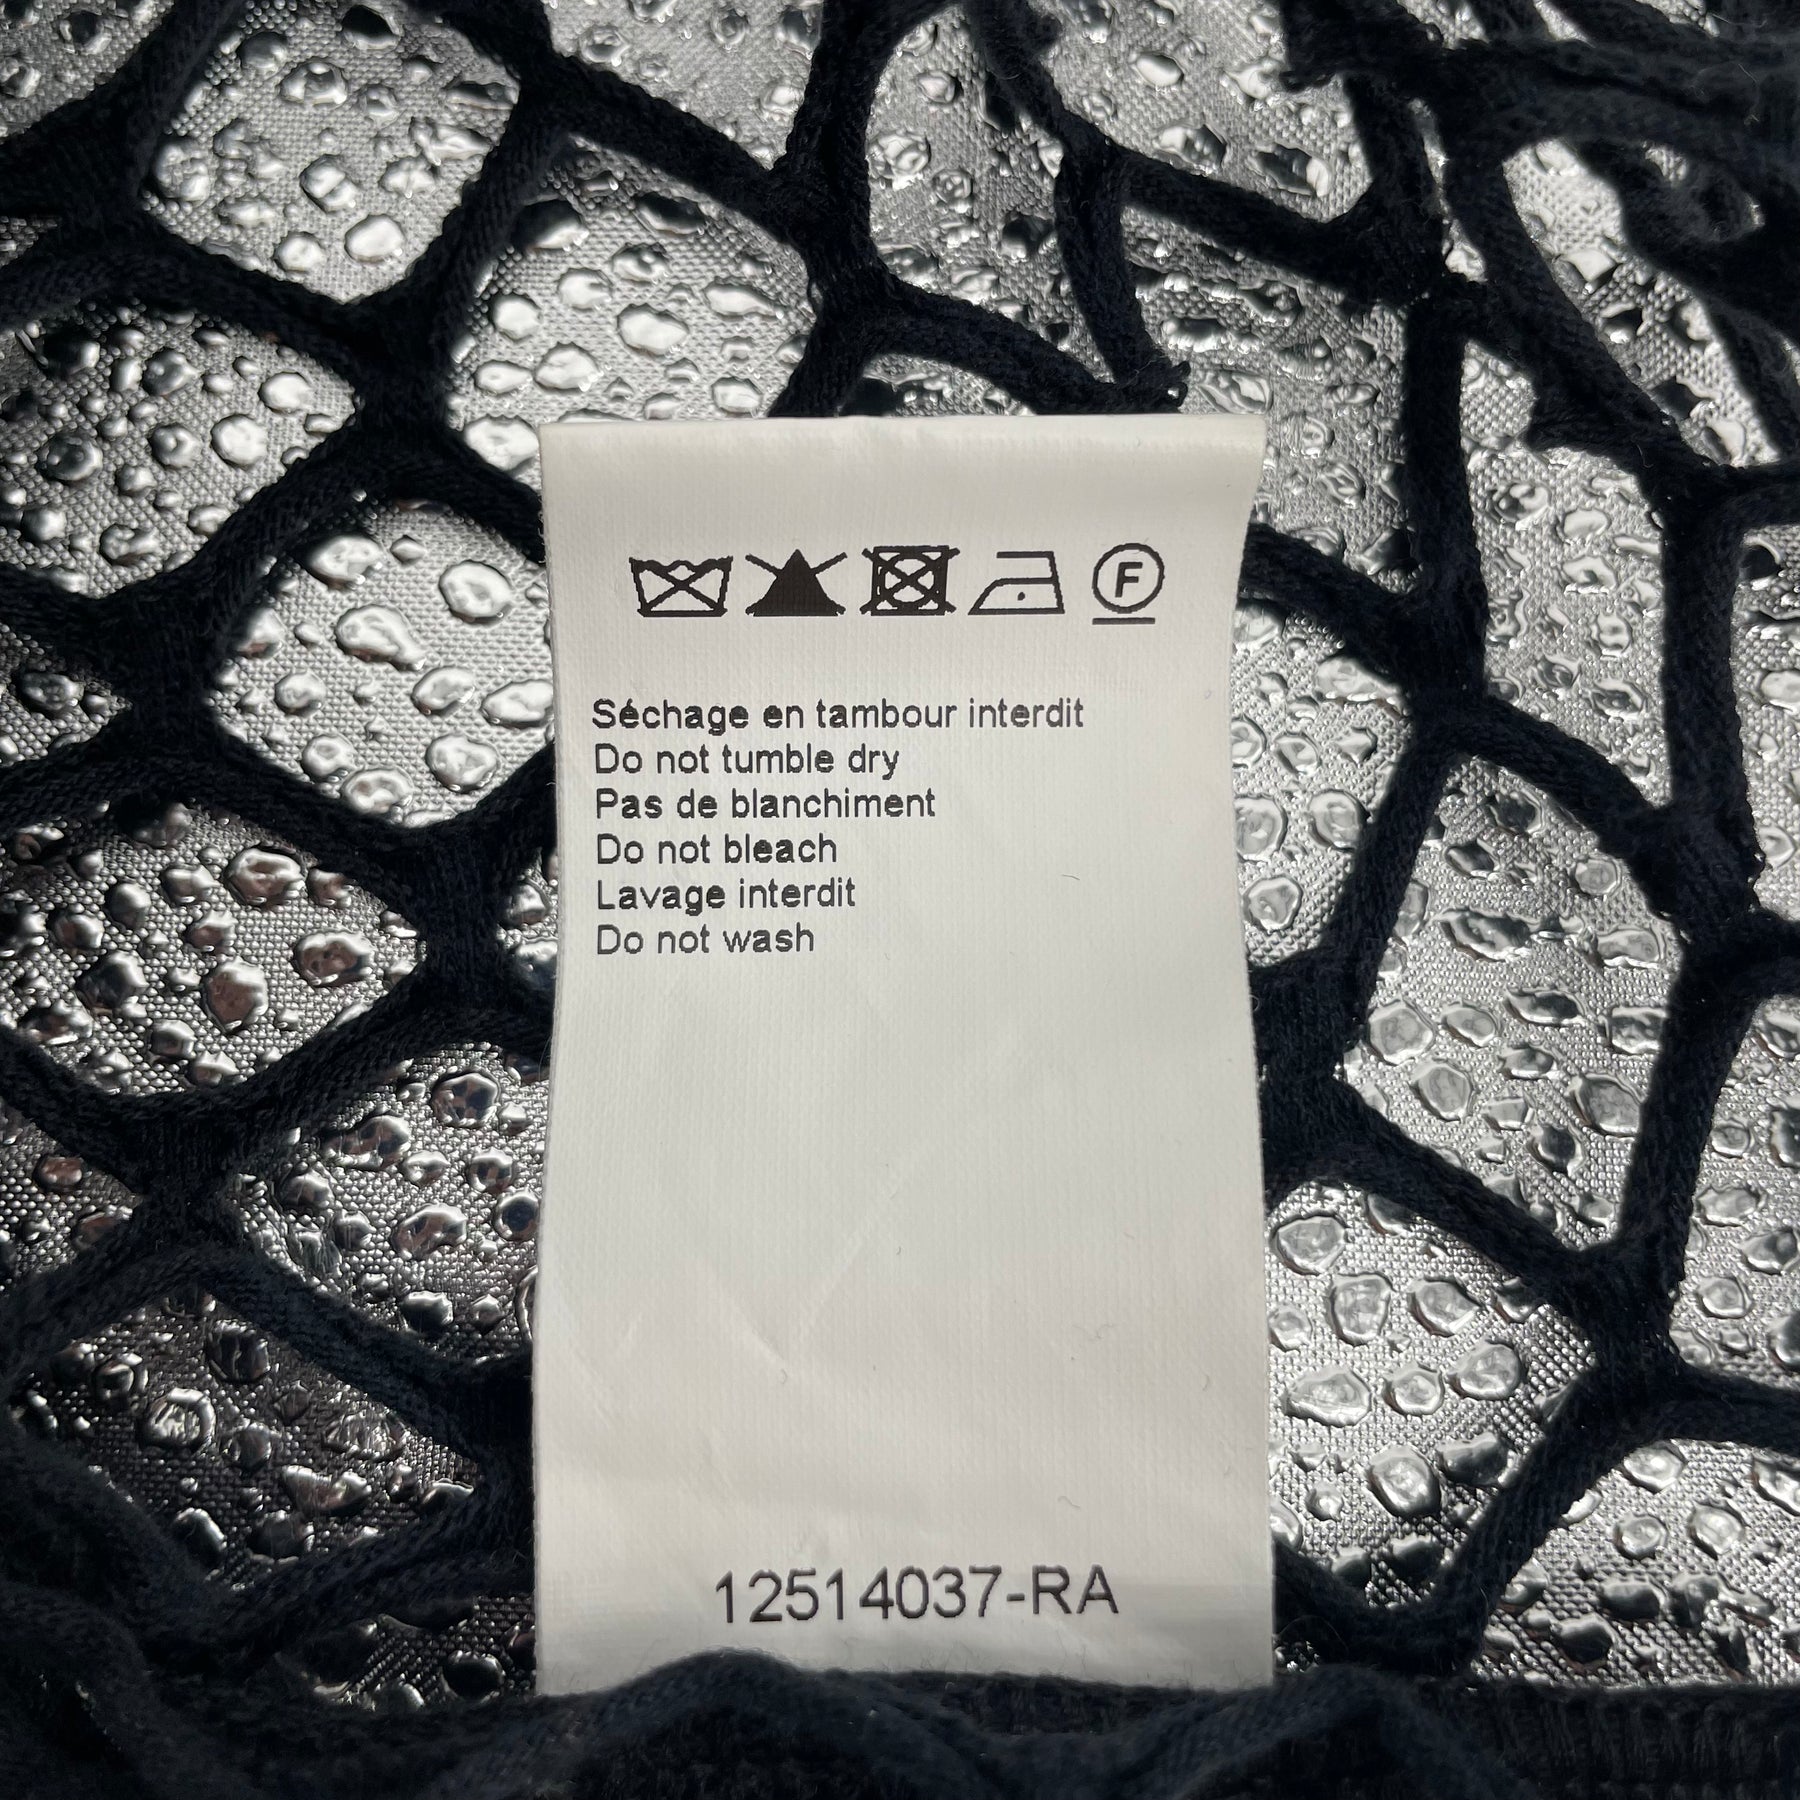 F
Séchage en tambour interdit
Do not tumble dry
Pas de blanchiment
Do not bleach
Lavage interdit
Do not wash
12514037-RA